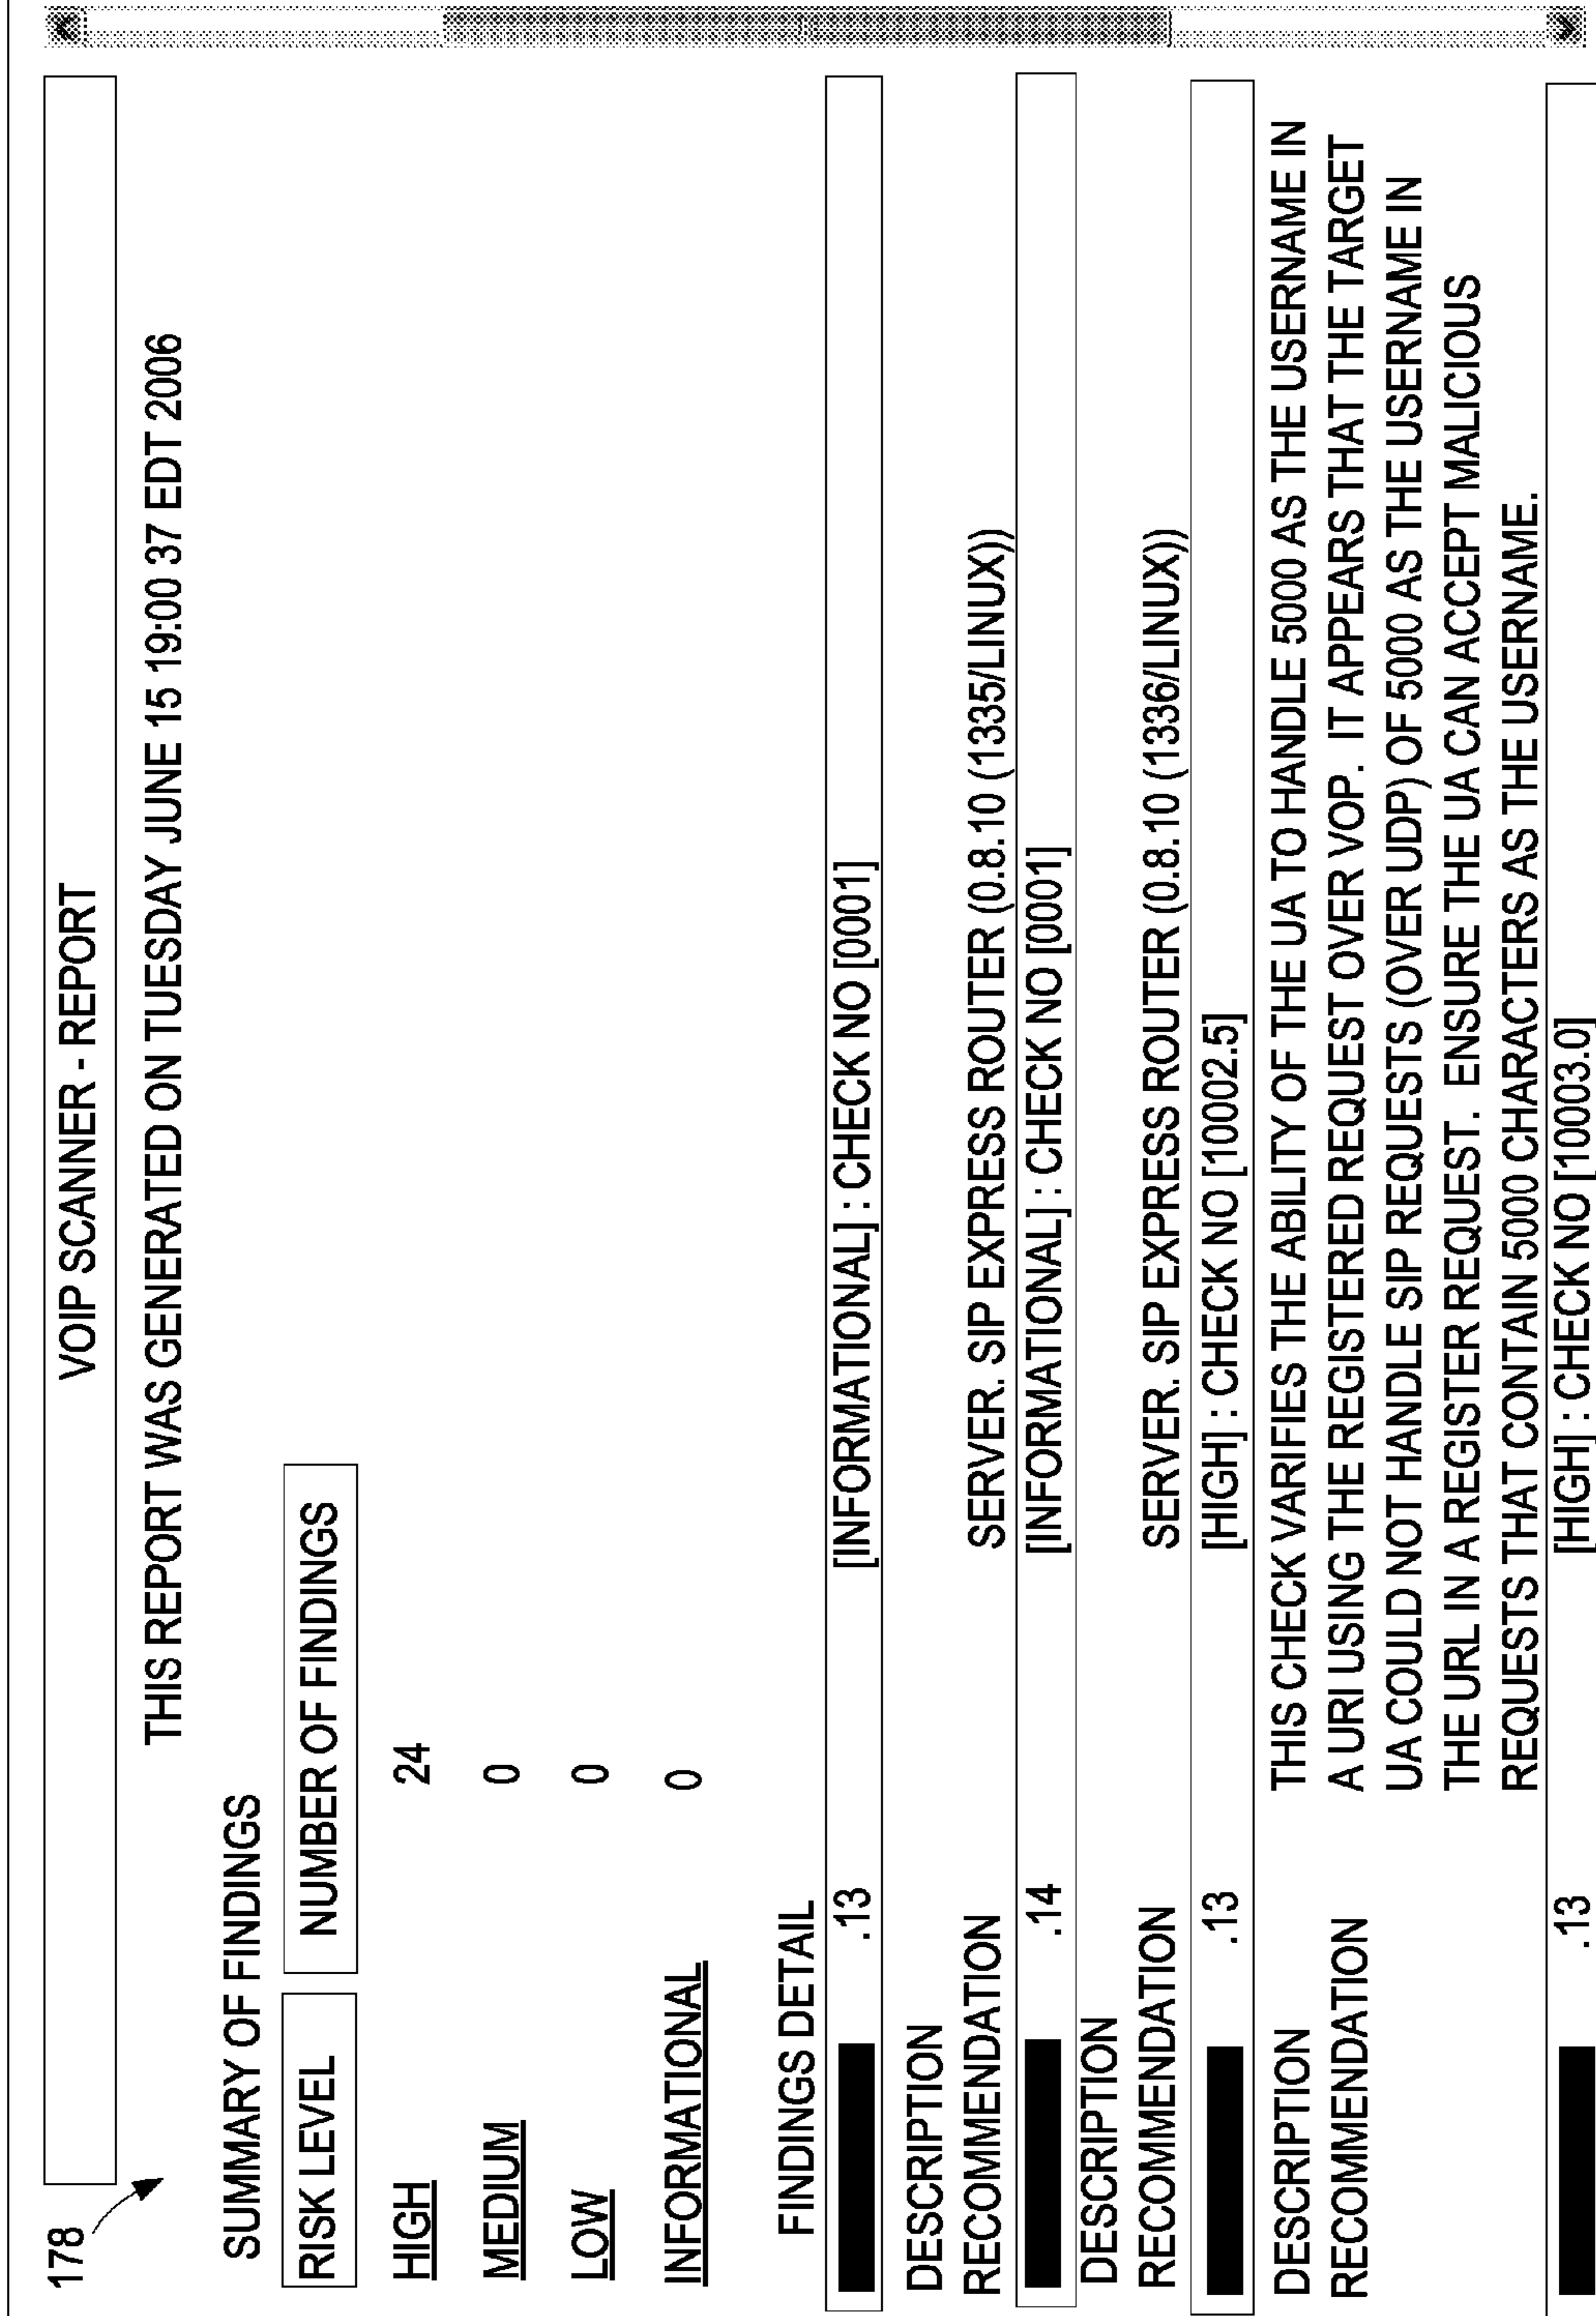 178
VOIP SCANNER - REPORT
THIS REPORT WAS GENERATED ON TUESDAY JUNE 15 19:00 37 EDT 2006
SUMMARY OF FINDINGS
RISK LEVEL NUMBER OF FINDINGS
HIGH 24
MEDIUM 0
LOW 0
INFORMATIONAL 0
FINDINGS DETAIL
.13 [INFORMATIONAL] : CHECK NO [0001]
DESCRIPTION
RECOMMENDATION SERVER. SIP EXPRESS ROUTER (0.8.10 (1335/LINUX))
.14 [INFORMATIONAL] : CHECK NO [0001]
DESCRIPTION
RECOMMENDATION SERVER. SIP EXPRESS ROUTER (0.8.10 (1336/LINUX))
.13 [HIGH] : CHECK NO [10002.5]
DESCRIPTION THIS CHECK VARIFIES THE ABILITY OF THE UA TO HANDLE 5000 AS THE USERNAME IN
RECOMMENDATION A URI USING THE REGISTERED REQUEST OVER VOP. IT APPEARS THAT THE TARGET
UA COULD NOT HANDLE SIP REQUESTS (OVER UDP) OF 5000 AS THE USERNAME IN
THE URL IN A REGISTER REQUEST. ENSURE THE UA CAN ACCEPT MALICIOUS
REQUESTS THAT CONTAIN 5000 CHARACTERS AS THE USERNAME.
.13 [HIGH] : CHECK NO [10003.0]